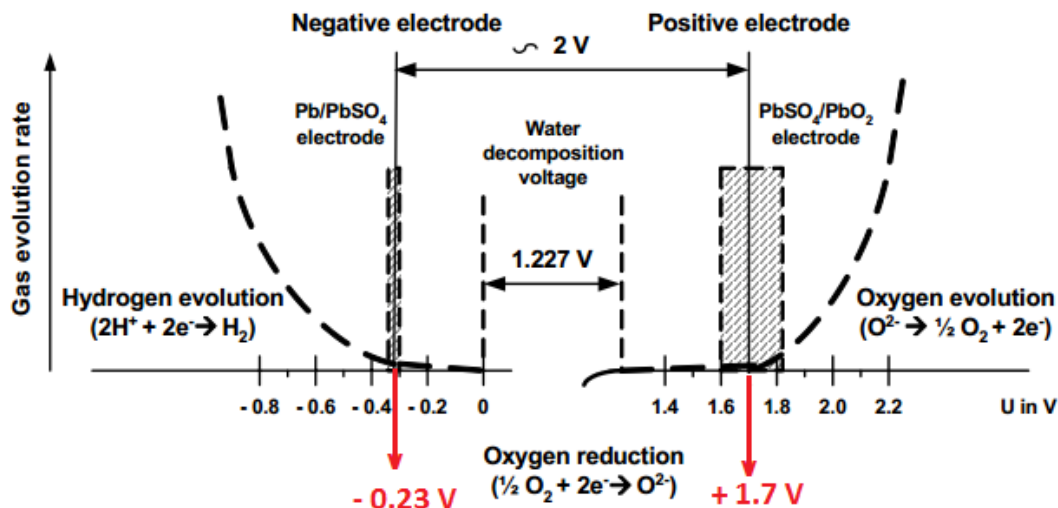 Negative electrode
Positive electrode
∽ 2 V
Gas evolution rate
Pb/PbSO₄
electrode
Water
decomposition
voltage
PbSO₄/PbO₂
electrode
1.227 V
Hydrogen evolution
(2H⁺ + 2e⁻→ H₂)
Oxygen evolution
(O²⁻ → ½ O₂ + 2e⁻)
- 0.8 - 0.6 - 0.4 - 0.2 0 1.4 1.6 1.8 2.0 2.2 U in V
Oxygen reduction
(½ O₂ + 2e⁻→ O²⁻)
- 0.23 V
+ 1.7 V